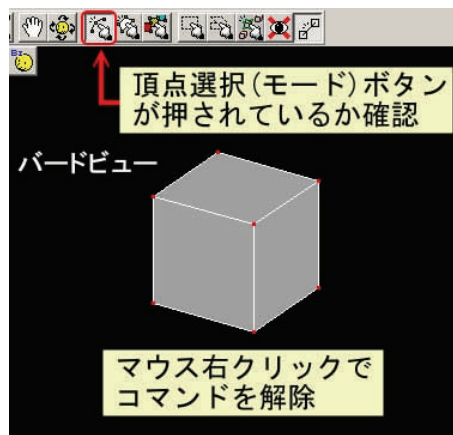 頂点選択(モード)ボタン
が押されているか確認
バードビュー
マウス右クリックで
コマンドを解除